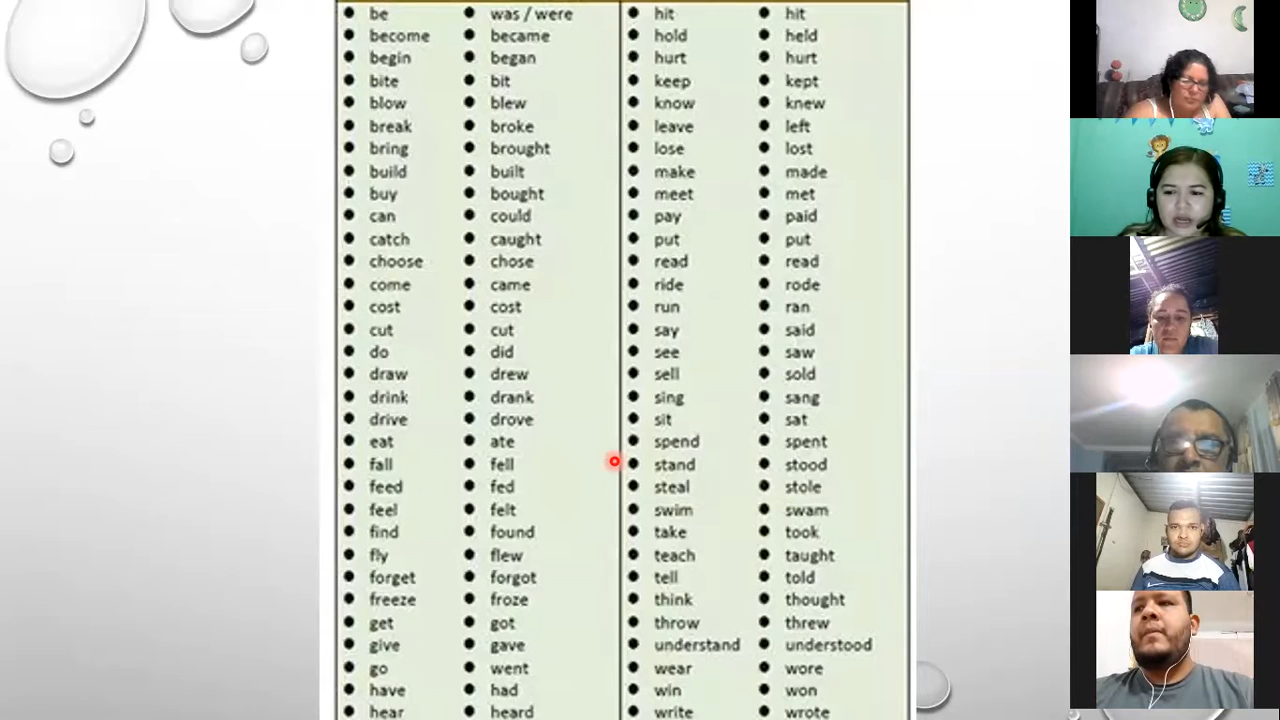 be was / were hit hit
become became hold held
begin began hurt hurt
bite bit keep kept
blow blew know knew
break broke leave left
bring brought lose lost
build built make made
buy bought meet met
can could pay paid
catch caught put put
choose chose read read
come came ride rode
cost cost run ran
cut cut say said
do did see saw
draw drew sell sold
drink drank sing sang
drive drove sit sat
eat ate spend spent
fall fell stand stood
feed fed steal stole
feel felt swim swam
find found take took
fly flew teach taught
forget forgot tell told
freeze froze think thought
get got throw threw
give gave understand understood
go went wear wore
have had win won
hear heard write wrote